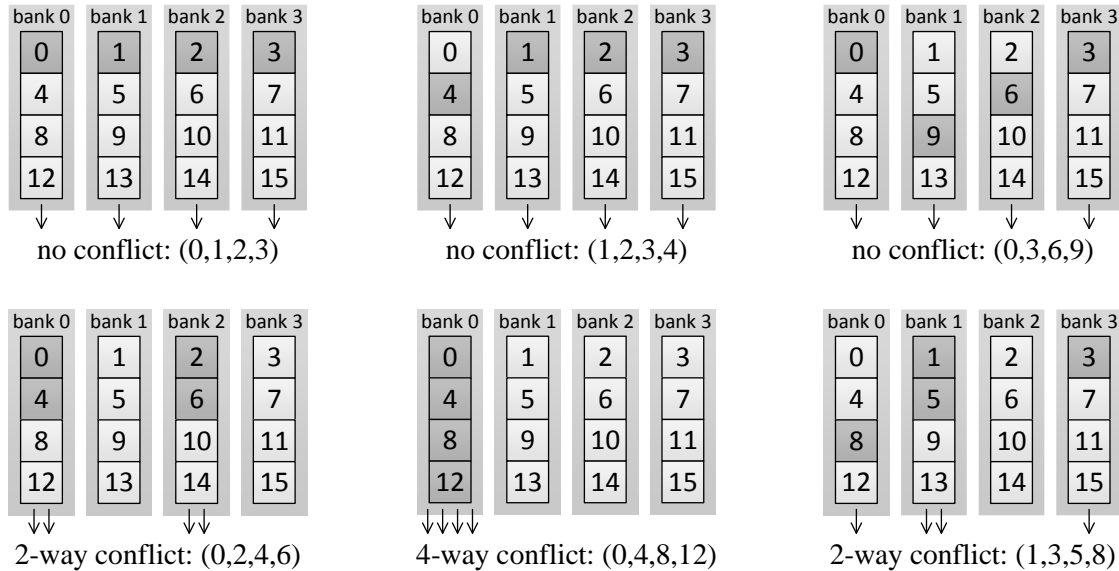 bank 0 bank 1 bank 2 bank 3 bank 0 bank 1 bank 2 bank 3 bank 0 bank 1 bank 2 bank 3
0 1 2 3 0 1 2 3 0 1 2 3
4 5 6 7 4 5 6 7 4 5 6 7
8 9 10 11 8 9 10 11 8 9 10 11
12 13 14 15 12 13 14 15 12 13 14 15
no conflict: (0,1,2,3) no conflict: (1,2,3,4) no conflict: (0,3,6,9)
bank 0 bank 1 bank 2 bank 3 bank 0 bank 1 bank 2 bank 3 bank 0 bank 1 bank 2 bank 3
0 1 2 3 0 1 2 3 0 1 2 3
4 5 6 7 4 5 6 7 4 5 6 7
8 9 10 11 8 9 10 11 8 9 10 11
12 13 14 15 12 13 14 15 12 13 14 15
2-way conflict: (0,2,4,6) 4-way conflict: (0,4,8,12) 2-way conflict: (1,3,5,8)